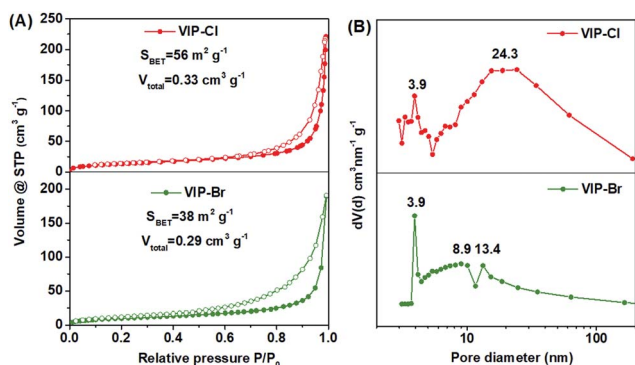 (A)
VIP-Cl
S_BET=56 m² g⁻¹
V_total=0.33 cm³ g⁻¹
250
200
150
100
50
0
VIP-Br
S_BET=38 m² g⁻¹
V_total=0.29 cm³ g⁻¹
200
150
100
50
0
Volume @ STP (cm³ g⁻¹)
0.0 0.2 0.4 0.6 0.8 1.0
Relative pressure P/P₀
(B)
VIP-Cl
3.9
24.3
VIP-Br
3.9
8.9 13.4
dV(d) cm³nm⁻¹ g⁻¹
10 100
Pore diameter (nm)